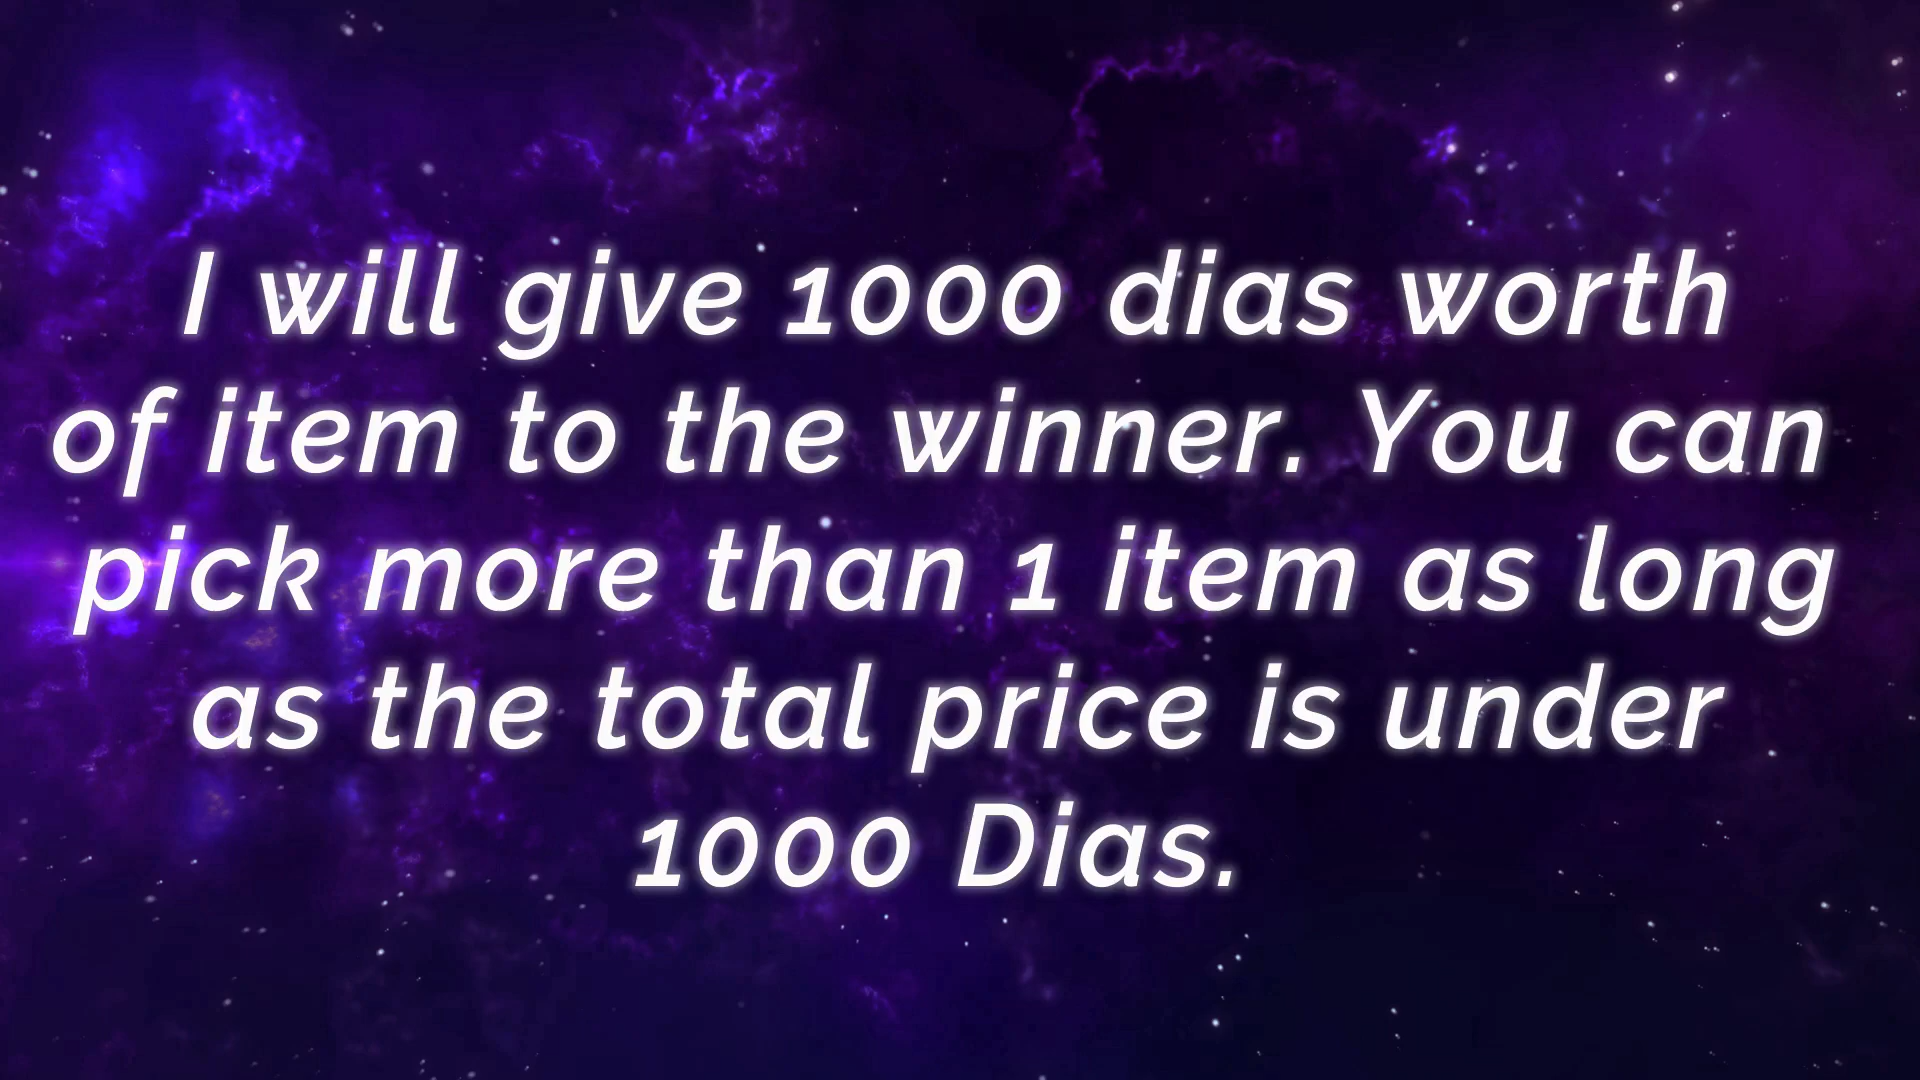 I will give 1000 dias worth
of item to the winner. You can
pick more than 1 item as long
as the total price is under
1000 Dias.